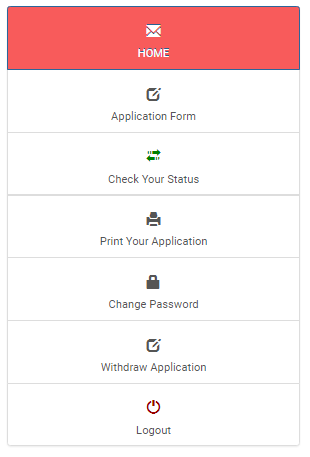 HOME
Application Form
Check Your Status
Print Your Application
Change Password
Withdraw Application
Logout